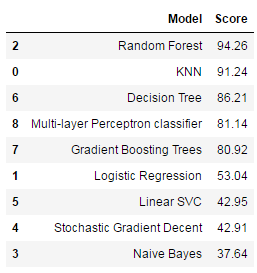 Model Score
2 Random Forest 94.26
0 KNN 91.24
6 Decision Tree 86.21
8 Multi-layer Perceptron classifier 81.14
7 Gradient Boosting Trees 80.92
1 Logistic Regression 53.04
5 Linear SVC 42.95
4 Stochastic Gradient Decent 42.91
3 Naive Bayes 37.64